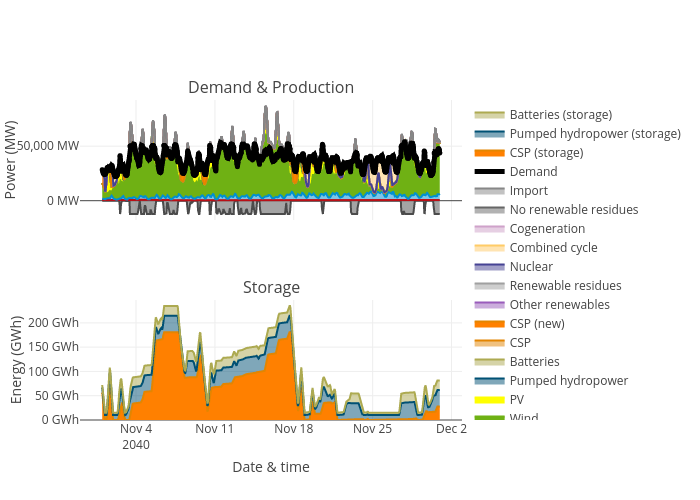 Demand & Production
Power (MW)
50,000 MW
0 MW
Storage
Energy (GWh)
200 GWh
150 GWh
100 GWh
50 GWh
0 GWh
Nov 4
2040
Nov 11
Nov 18
Nov 25
Dec 2
Date & time
Batteries (storage)
Pumped hydropower (storage)
CSP (storage)
Demand
Import
No renewable residues
Cogeneration
Combined cycle
Nuclear
Renewable residues
Other renewables
CSP (new)
CSP
Batteries
Pumped hydropower
PV
Wind